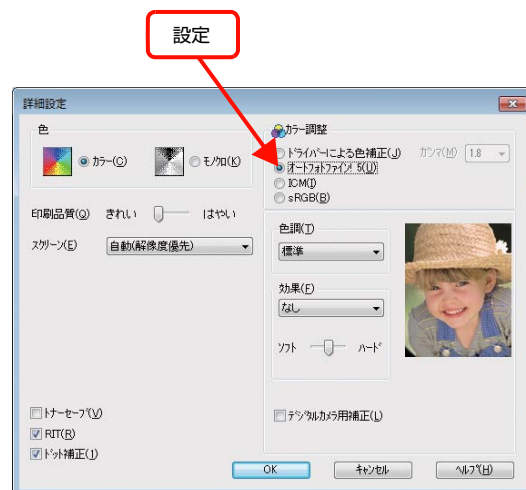 設定
詳細設定
色
カラー(C)
モノクロ(K)
印刷品質(Q) きれい はやい
スクリーン(E) 自動(解像度優先)
トナーセーブ(V)
RIT(R)
ドット補正(1)
カラー調整
ドライバーによる色補正(J) ガンマ(M) 1.8
オートフォトファイン!5(U)
ICM(I)
sRGB(B)
色調(T)
標準
効果(F)
なし
ソフト ハード
デジタルカメラ用補正(L)
OK キャンセル ヘルプ(H)